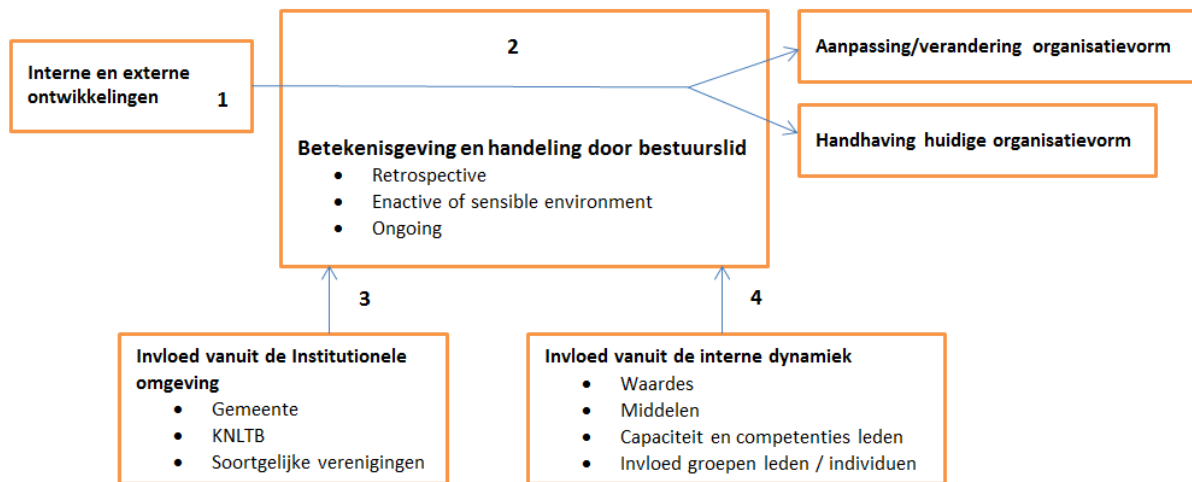 Interne en externe
ontwikkelingen
1
2
Betekenisgeving en handeling door bestuurslid
• Retrospective
• Enactive of sensible environment
• Ongoing
Aanpassing/verandering organisatievorm
Handhaving huidige organisatievorm
3
4
Invloed vanuit de Institutionele
omgeving
• Gemeente
• KNLTB
• Soortgelijke verenigingen
Invloed vanuit de interne dynamiek
• Waardes
• Middelen
• Capaciteit en competenties leden
• Invloed groepen leden / individuen